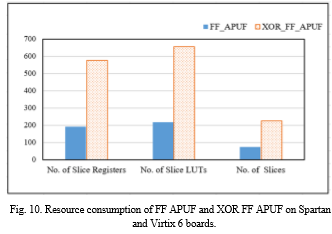 FF_APUF XOR_FF_APUF
700
600
500
400
300
200
100
0
No. of Slice Registers No. of Slice LUTs No. of Slices
Fig. 10. Resource consumption of FF APUF and XOR FF APUF on Spartan
and Virtix 6 boards.